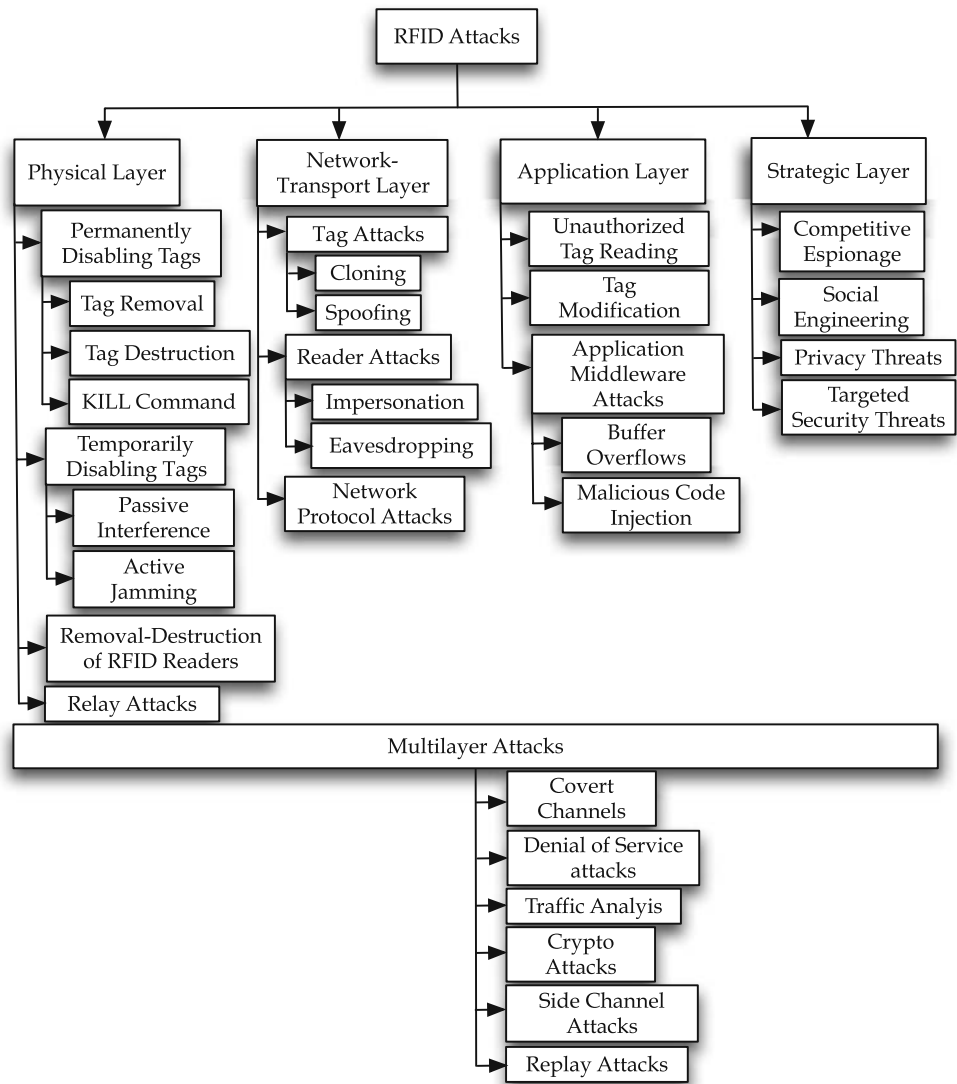 RFID Attacks
Physical Layer
Permanently
Disabling Tags
Tag Removal
Tag Destruction
KILL Command
Temporarily
Disabling Tags
Passive
Interference
Active
Jamming
Removal-Destruction
of RFID Readers
Relay Attacks
Network-
Transport Layer
Tag Attacks
Cloning
Spoofing
Reader Attacks
Impersonation
Eavesdropping
Network
Protocol Attacks
Application Layer
Unauthorized
Tag Reading
Tag
Modification
Application
Middleware
Attacks
Buffer
Overflows
Malicious Code
Injection
Strategic Layer
Competitive
Espionage
Social
Engineering
Privacy Threats
Targeted
Security Threats
Multilayer Attacks
Covert
Channels
Denial of Service
attacks
Traffic Analyis
Crypto
Attacks
Side Channel
Attacks
Replay Attacks